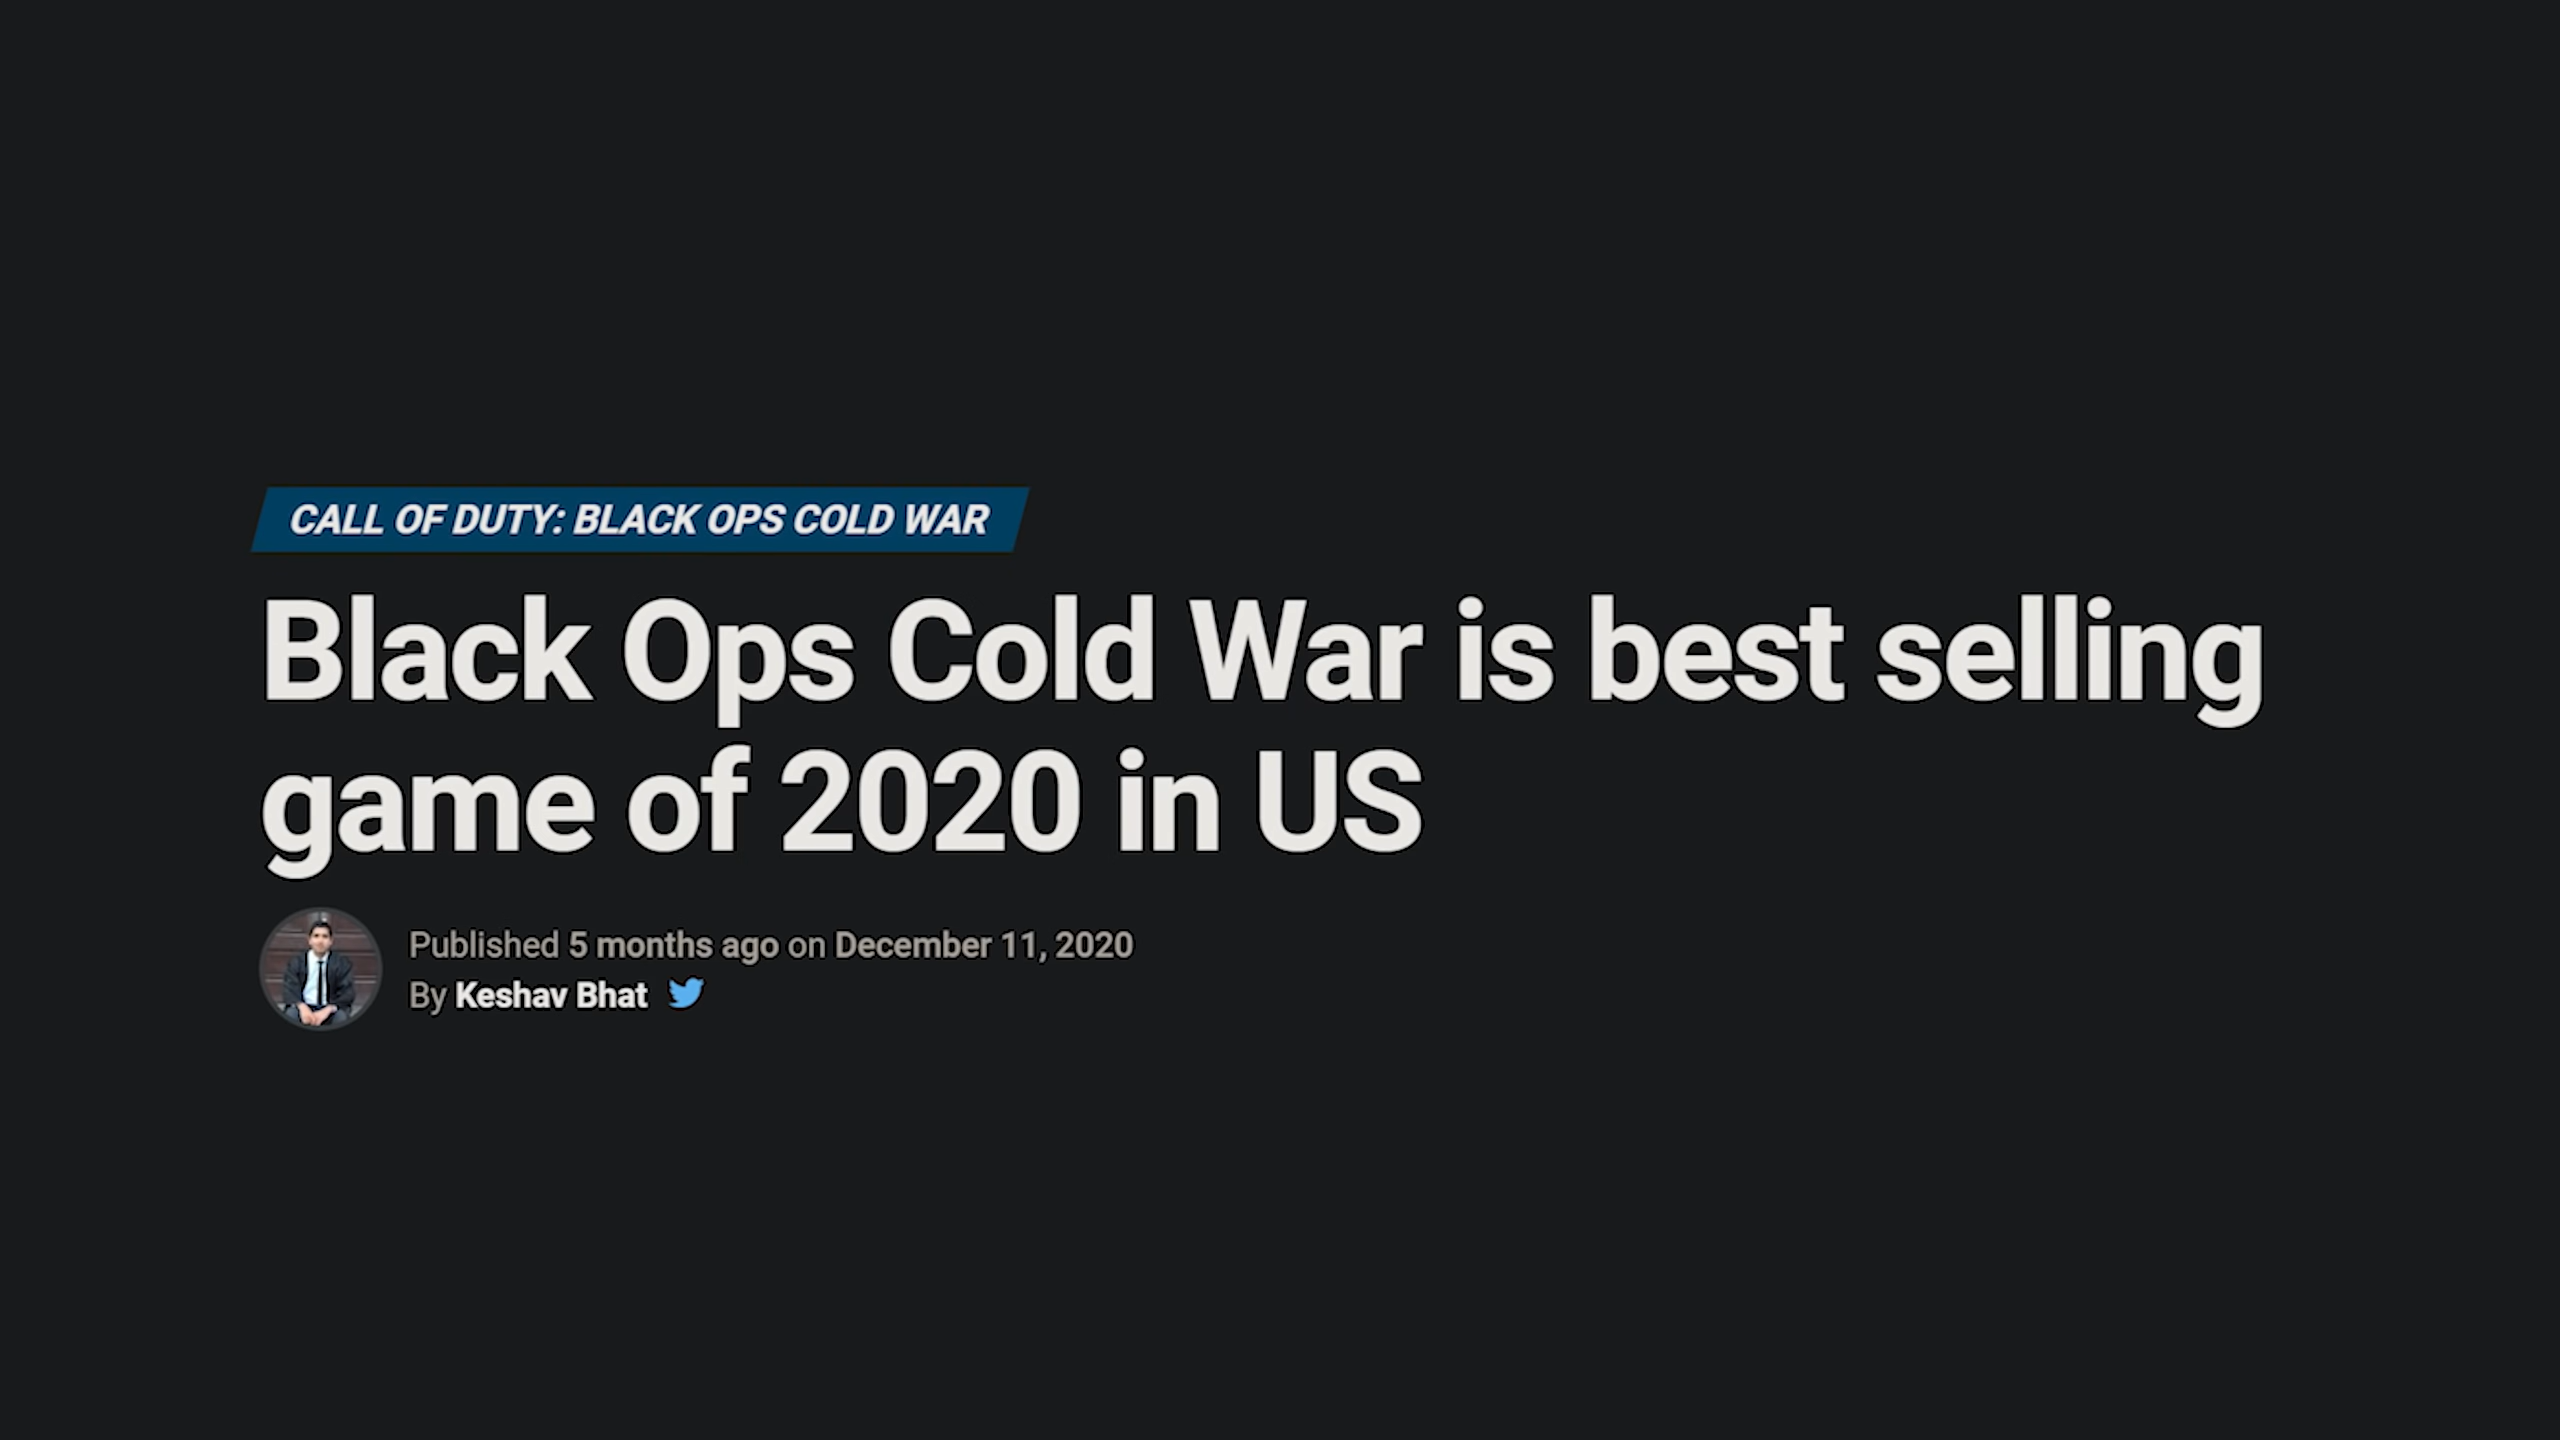 CALL OF DUTY: BLACK OPS COLD WAR
Black Ops Cold War is best selling
game of 2020 in US
Published 5 months ago on December 11, 2020
By Keshav Bhat